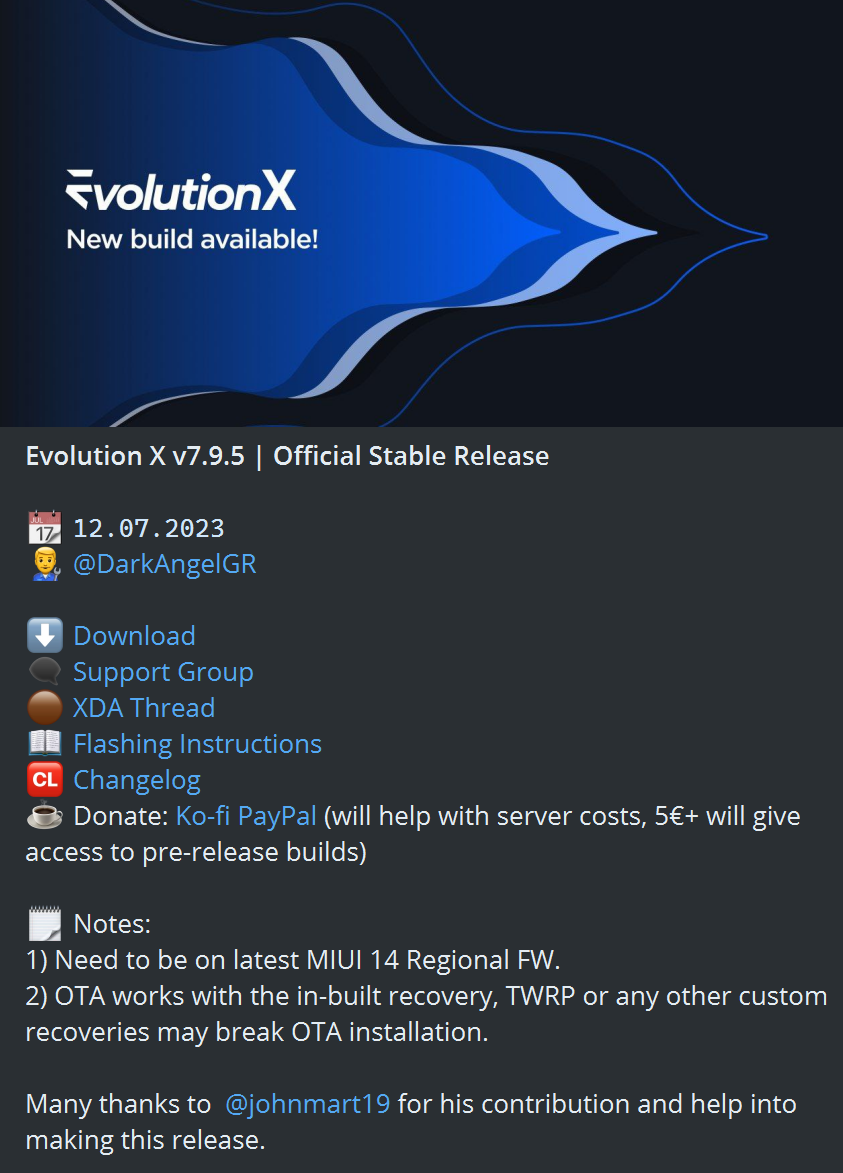 EvolutionX
New build available!
Evolution X v7.9.5 | Official Stable Release
JUL 17 12.07.2023
@DarkAngelGR
Download
Support Group
XDA Thread
Flashing Instructions
CL Changelog
Donate: Ko-fi PayPal (will help with server costs, 5€+ will give
access to pre-release builds)
Notes:
1) Need to be on latest MIUI 14 Regional FW.
2) OTA works with the in-built recovery, TWRP or any other custom
recoveries may break OTA installation.
Many thanks to @johnmart19 for his contribution and help into
making this release.